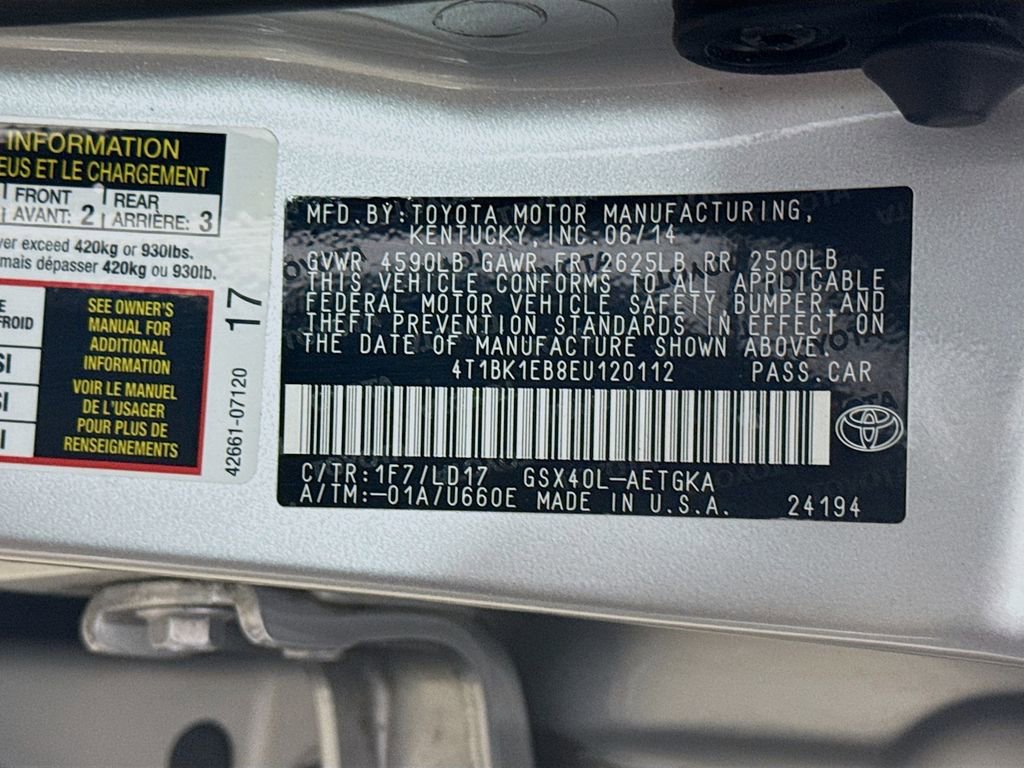 INFORMATION
EUS ET LE CHARGEMENT
FRONT
AVANT: 2
REAR
ARRIÈRE: 3
exceed 420kg or 930lbs.
mais dépasser 420kg ou 930lb.
FROID
SEE OWNER'S
MANUAL FOR
ADDITIONAL
INFORMATION
VOIR LE MANUEL
DE L'USAGER
POUR PLUS DE
RENSEIGNEMENTS
17
42661-07120
MFD.BY:TOYOTA MOTOR MANUFACTURING,
KENTUCKY,INC.06/14
GVWR 4590LB GAWR FRT 2625LB RR 2500LB
THIS VEHICLE CONFORMS TO ALL APPLICABLE
FEDERAL MOTOR VEHICLE SAFETY,BUMPER,AND
THEFT PREVENTION STANDARDS IN EFFECT ON
THE DATE OF MANUFACTURE SHOWN ABOVE.
4T1BK1EB8EU120112 PASS.CAR
C/TR:1F7/LD17 GSX40L-AETGKA
A/TM:-01A/U660E MADE IN U.S.A. 24194